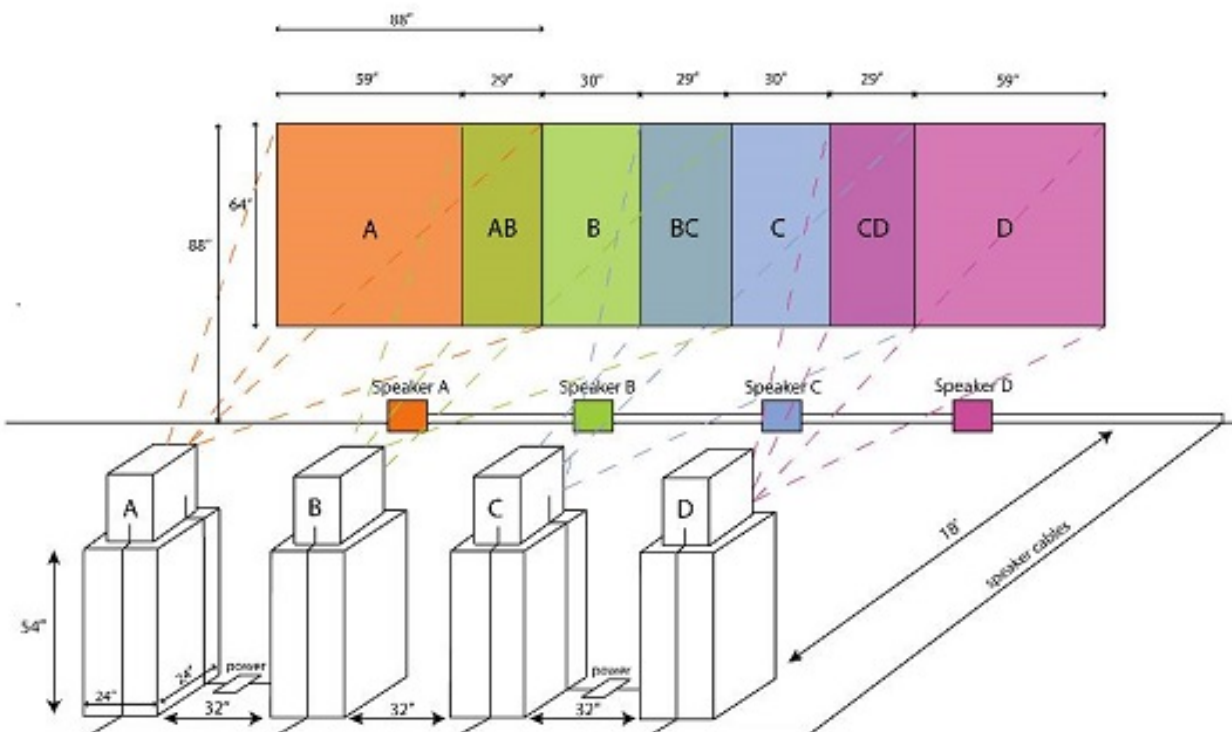 88"
59" 29" 30" 29" 30" 29" 59"
64"
88"
A AB B BC C CD D
Speaker A Speaker B Speaker C Speaker D
A B C D
18'
speaker cables
54"
power power
24"
32" 32" 32"